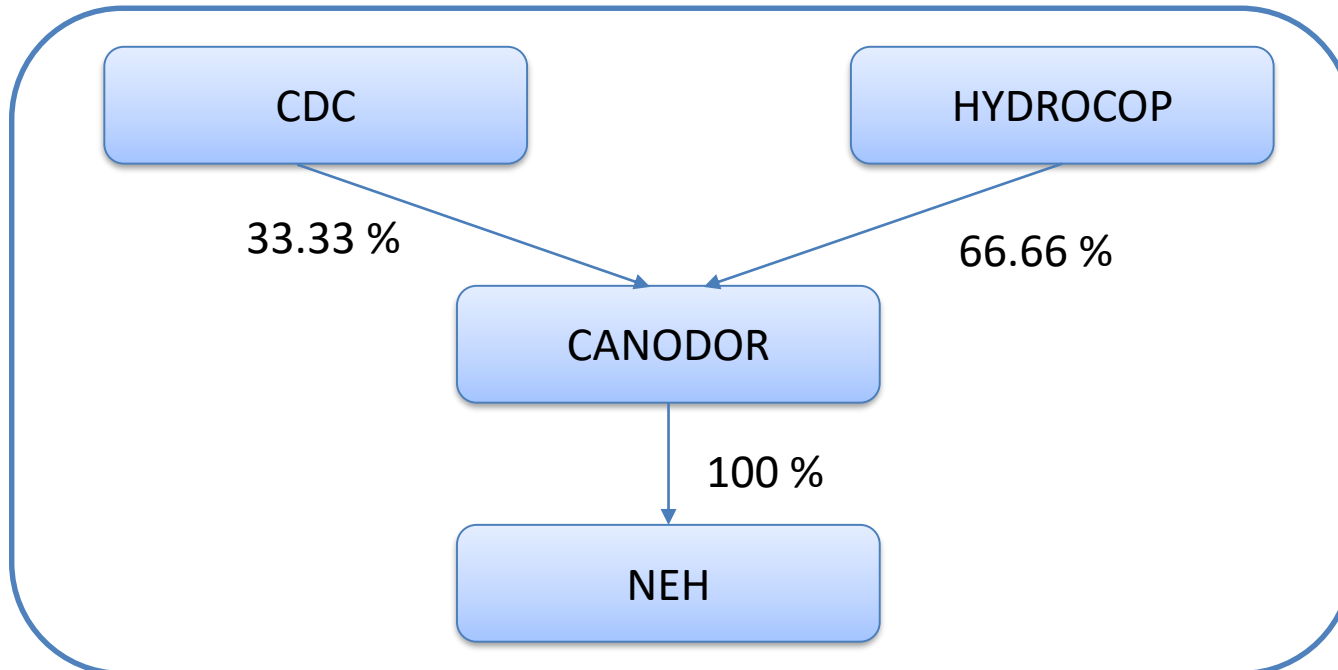 CDC
HYDROCOP
33.33 %
66.66 %
CANODOR
100 %
NEH